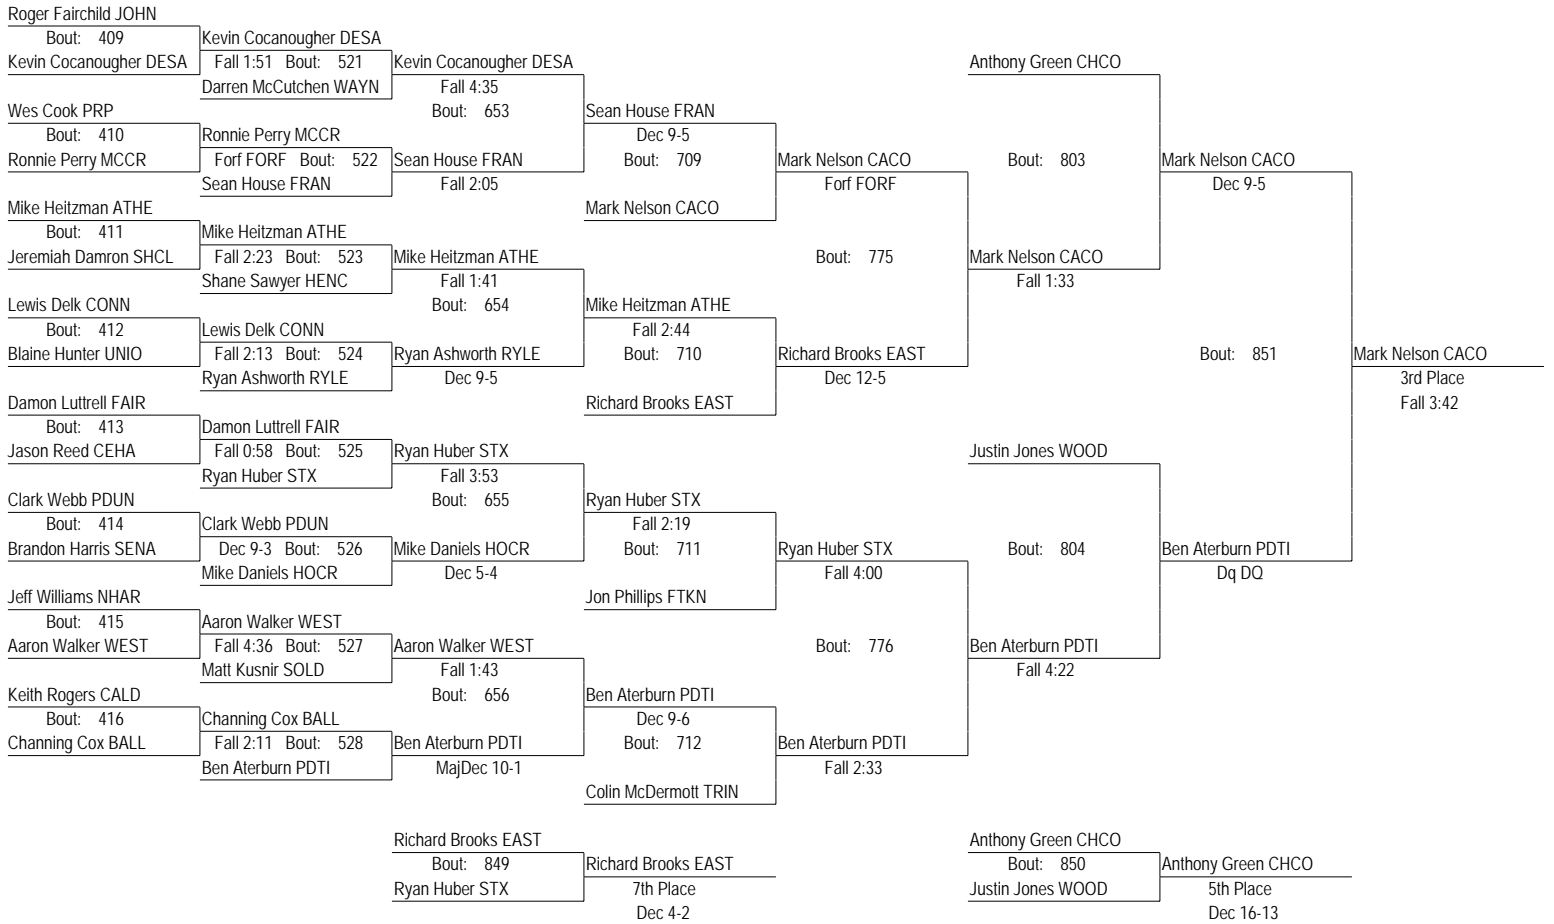 Roger Fairchild JOHN
Bout: 409
Kevin Cocanougher DESA
Wes Cook PRP
Bout: 410
Ronnie Perry MCCR
Mike Heitzman ATHE
Bout: 411
Jeremiah Damron SHCL
Lewis Delk CONN
Bout: 412
Blaine Hunter UNIO
Damon Luttrell FAIR
Bout: 413
Jason Reed CEHA
Clark Webb PDUN
Bout: 414
Brandon Harris SENA
Jeff Williams NHAR
Bout: 415
Aaron Walker WEST
Keith Rogers CALD
Bout: 416
Channing Cox BALL
Kevin Cocanougher DESA
Fall 1:51 Bout: 521
Darren McCutchen WAYN
Ronnie Perry MCCR
Forf FORF Bout: 522
Sean House FRAN
Mike Heitzman ATHE
Fall 2:23 Bout: 523
Shane Sawyer HENC
Lewis Delk CONN
Fall 2:13 Bout: 524
Ryan Ashworth RYLE
Damon Luttrell FAIR
Fall 0:58 Bout: 525
Ryan Huber STX
Clark Webb PDUN
Dec 9-3 Bout: 526
Mike Daniels HOCR
Aaron Walker WEST
Fall 4:36 Bout: 527
Matt Kusnir SOLD
Channing Cox BALL
Fall 2:11 Bout: 528
Ben Aterburn PDTI
Kevin Cocanougher DESA
Fall 4:35
Bout: 653
Sean House FRAN
Fall 2:05
Mike Heitzman ATHE
Fall 1:41
Bout: 654
Ryan Ashworth RYLE
Dec 9-5
Ryan Huber STX
Fall 3:53
Bout: 655
Mike Daniels HOCR
Dec 5-4
Aaron Walker WEST
Fall 1:43
Bout: 656
Ben Aterburn PDTI
MajDec 10-1
Sean House FRAN
Dec 9-5
Bout: 709
Mark Nelson CACO
Mike Heitzman ATHE
Fall 2:44
Bout: 710
Richard Brooks EAST
Ryan Huber STX
Fall 2:19
Bout: 711
Jon Phillips FTKN
Ben Aterburn PDTI
Dec 9-6
Bout: 712
Colin McDermott TRIN
Mark Nelson CACO
Forf FORF
Bout: 775
Richard Brooks EAST
Dec 12-5
Ryan Huber STX
Fall 4:00
Bout: 776
Ben Aterburn PDTI
Fall 2:33
Anthony Green CHCO
Bout: 803
Mark Nelson CACO
Fall 1:33
Justin Jones WOOD
Bout: 804
Ben Aterburn PDTI
Fall 4:22
Mark Nelson CACO
Dec 9-5
Bout: 851
Ben Aterburn PDTI
Dq DQ
Mark Nelson CACO
3rd Place
Fall 3:42
Richard Brooks EAST
Bout: 849
Ryan Huber STX
Richard Brooks EAST
7th Place
Dec 4-2
Anthony Green CHCO
Bout: 850
Justin Jones WOOD
Anthony Green CHCO
5th Place
Dec 16-13